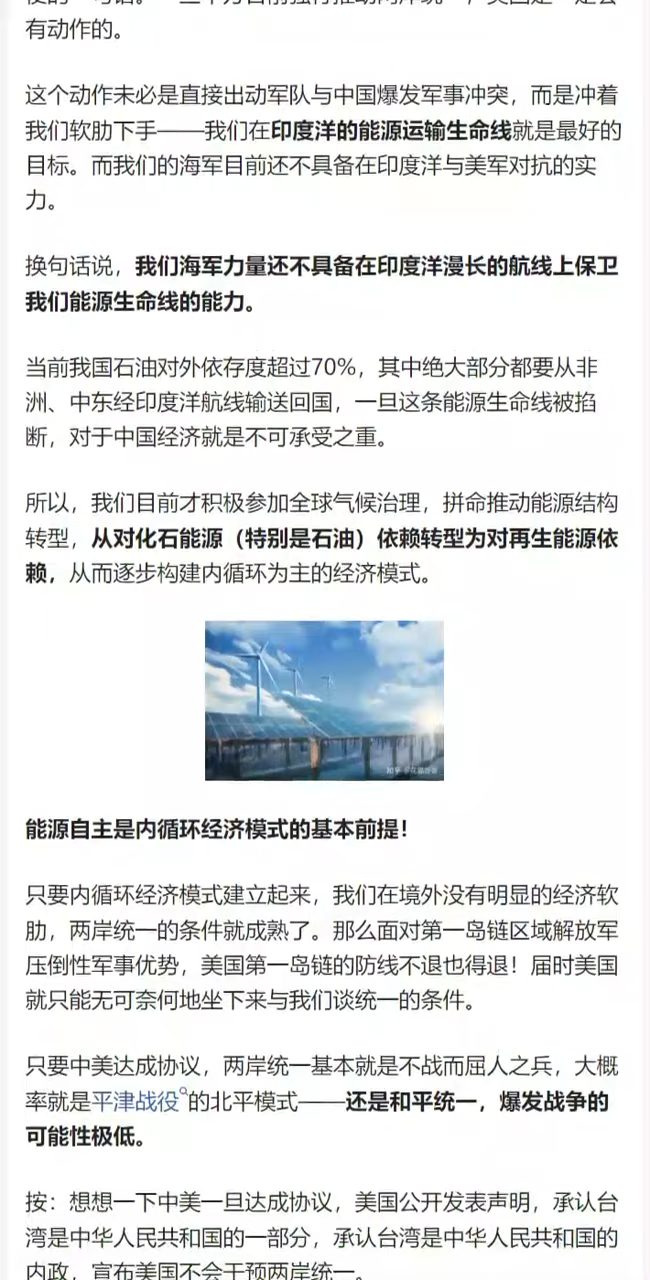 有动作的。
这个动作未必是直接出动军队与中国爆发军事冲突，而是冲着
我们软肋下手——我们在印度洋的能源运输生命线就是最好的
目标。而我们的海军目前还不具备在印度洋与美军对抗的实
力。
换句话说，我们海军力量还不具备在印度洋漫长的航线上保卫
我们能源生命线的能力。
当前我国石油对外依存度超过70%，其中绝大部分都要从非
洲、中东经印度洋航线输送回国，一旦这条能源生命线被掐
断，对于中国经济就是不可承受之重。
所以，我们目前才积极参加全球气候治理，拼命推动能源结构
转型，从对化石能源（特别是石油）依赖转型为对再生能源依
赖，从而逐步构建内循环为主的经济模式。
知乎
能源自主是内循环经济模式的基本前提！
只要内循环经济模式建立起来，我们在境外没有明显的经济软
肋，两岸统一的条件就成熟了。那么面对第一岛链区域解放军
压倒性军事优势，美国第一岛链的防线不退也得退！届时美国
就只能无可奈何地坐下来与我们谈统一的条件。
只要中美达成协议，两岸统一基本就是不战而屈人之兵，大概
率就是平津战役的北平模式——还是和平统一，爆发战争的
可能性极低。
按：想想一下中美一旦达成协议，美国公开发表声明，承认台
湾是中华人民共和国的一部分，承认台湾是中华人民共和国的
内政，宣布美国不会干预两岸统一。